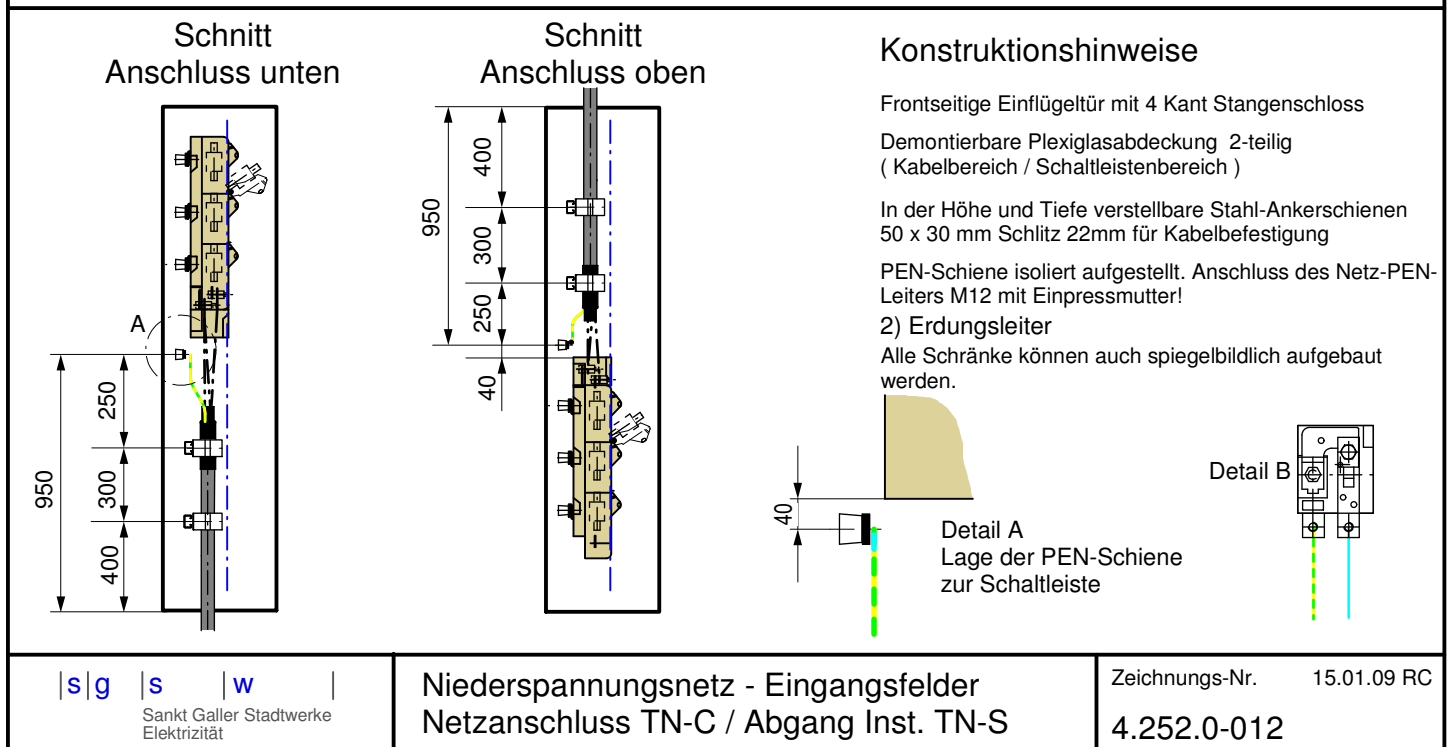 Schnitt
Anschluss unten
A
250
300
400
950
Schnitt
Anschluss oben
400
300
250
40
950
Konstruktionshinweise
Frontseitige Einflügeltür mit 4 Kant Stangenschloss
Demontierbare Plexiglasabdeckung 2-teilig
( Kabelbereich / Schaltleistenbereich )
In der Höhe und Tiefe verstellbare Stahl-Ankerschienen
50 x 30 mm Schlitz 22mm für Kabelbefestigung
PEN-Schiene isoliert aufgestellt. Anschluss des Netz-PEN-
Leiters M12 mit Einpressmutter!
2) Erdungsleiter
Alle Schränke können auch spiegelbildlich aufgebaut
werden.
40
Detail A
Lage der PEN-Schiene
zur Schaltleiste
Detail B
|s|g |s |w |
Sankt Galler Stadtwerke
Elektrizität
Niederspannungsnetz - Eingangsfelder
Netzanschluss TN-C / Abgang Inst. TN-S
Zeichnungs-Nr. 15.01.09 RC
4.252.0-012